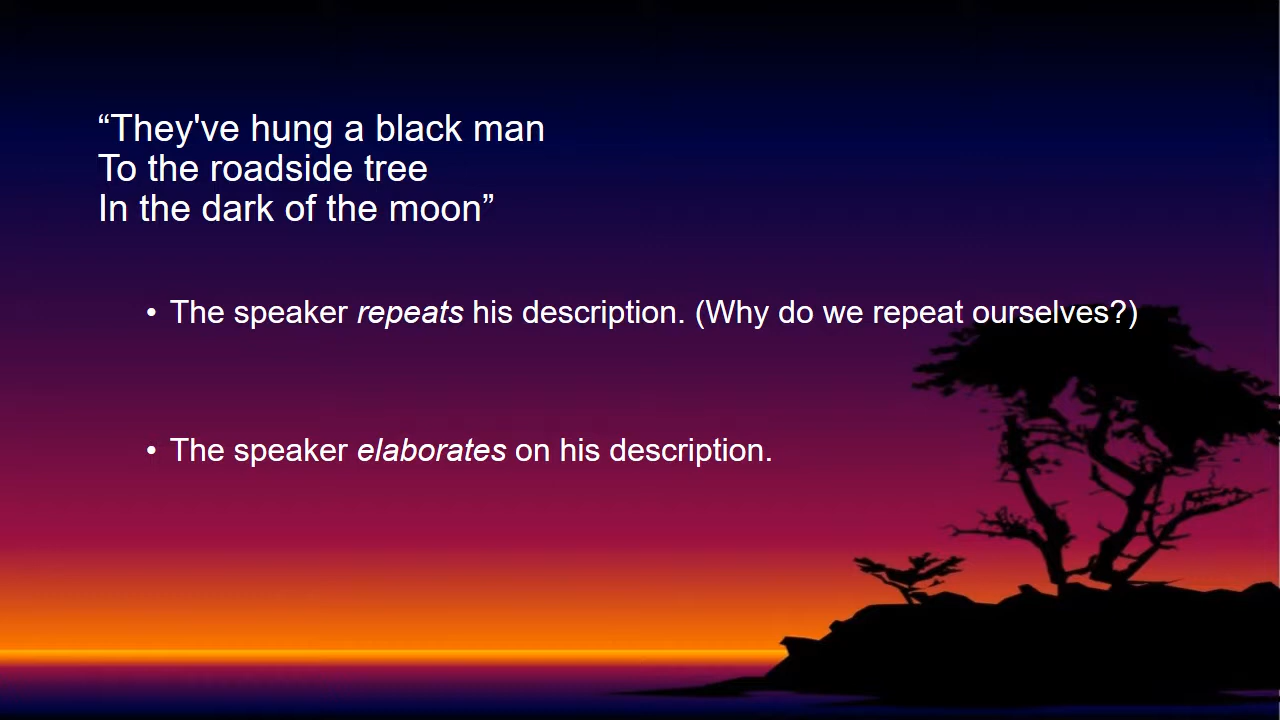 “They've hung a black man
To the roadside tree
In the dark of the moon”
• The speaker repeats his description. (Why do we repeat ourselves?)
• The speaker elaborates on his description.